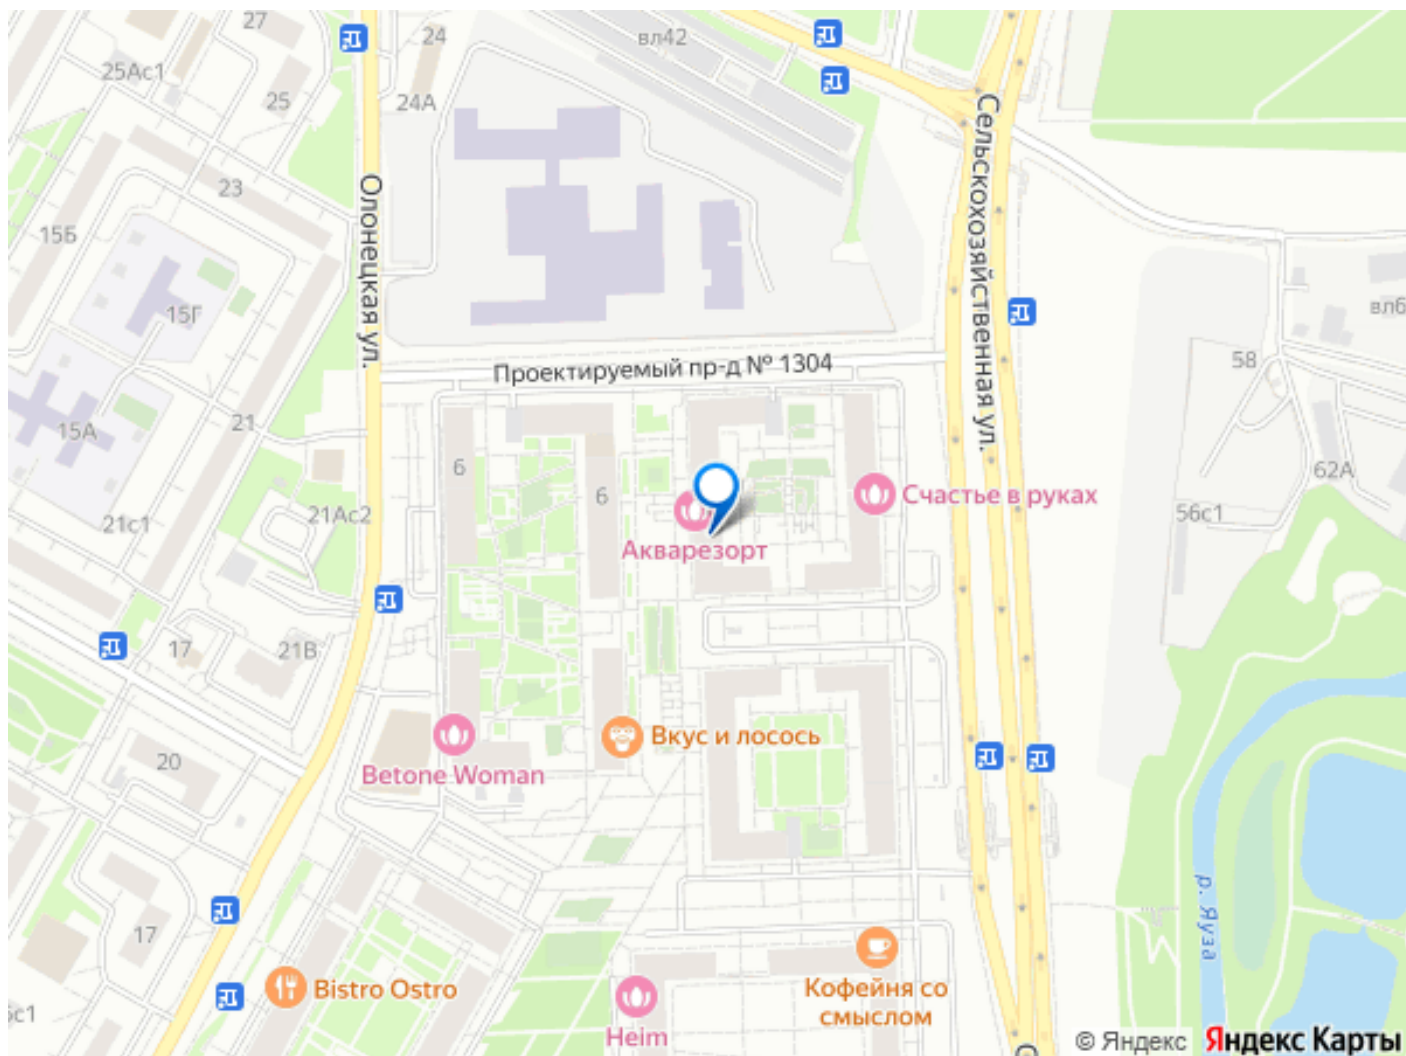 27
24
вл42
25Ас1
25
24А
Сельскохозяйственная ул.
23
Олонецкая ул.
15Б
15Г
вл6
Проектируемый пр-д № 1304
58
15А
21
6
6
62А
Счастье в руках
21с1
21Ас2
56с1
Акварезорт
17
21В
20
Вкус и лосось
Betone Woman
17
р. Яуза
Bistro Ostro
Кофейня со
смыслом
с1
Heim
© Яндекс Яндекс Карты